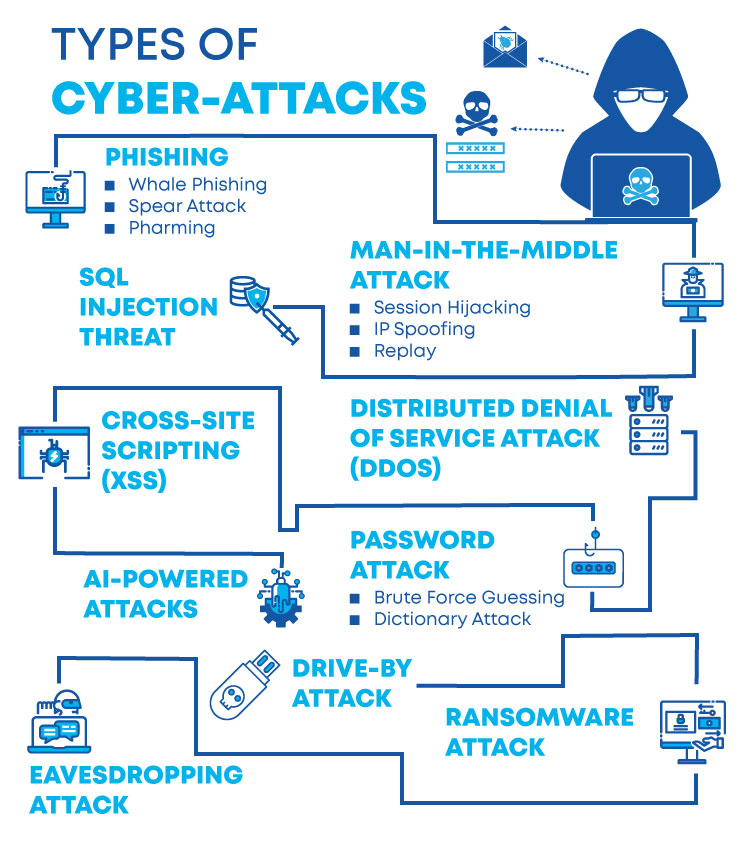 TYPES OF
CYBER-ATTACKS
xxxxx
xxxxx
PHISHING
Whale Phishing
Spear Attack
Pharming
MAN-IN-THE-MIDDLE
ATTACK
Session Hijacking
IP Spoofing
Replay
SQL
INJECTION
THREAT
CROSS-SITE
SCRIPTING
(XSS)
DISTRIBUTED DENIAL
OF SERVICE ATTACK
(DDOS)
PASSWORD
ATTACK
Brute Force Guessing
Dictionary Attack
AI-POWERED
ATTACKS
DRIVE-BY
ATTACK
RANSOMWARE
ATTACK
EAVESDROPPING
ATTACK